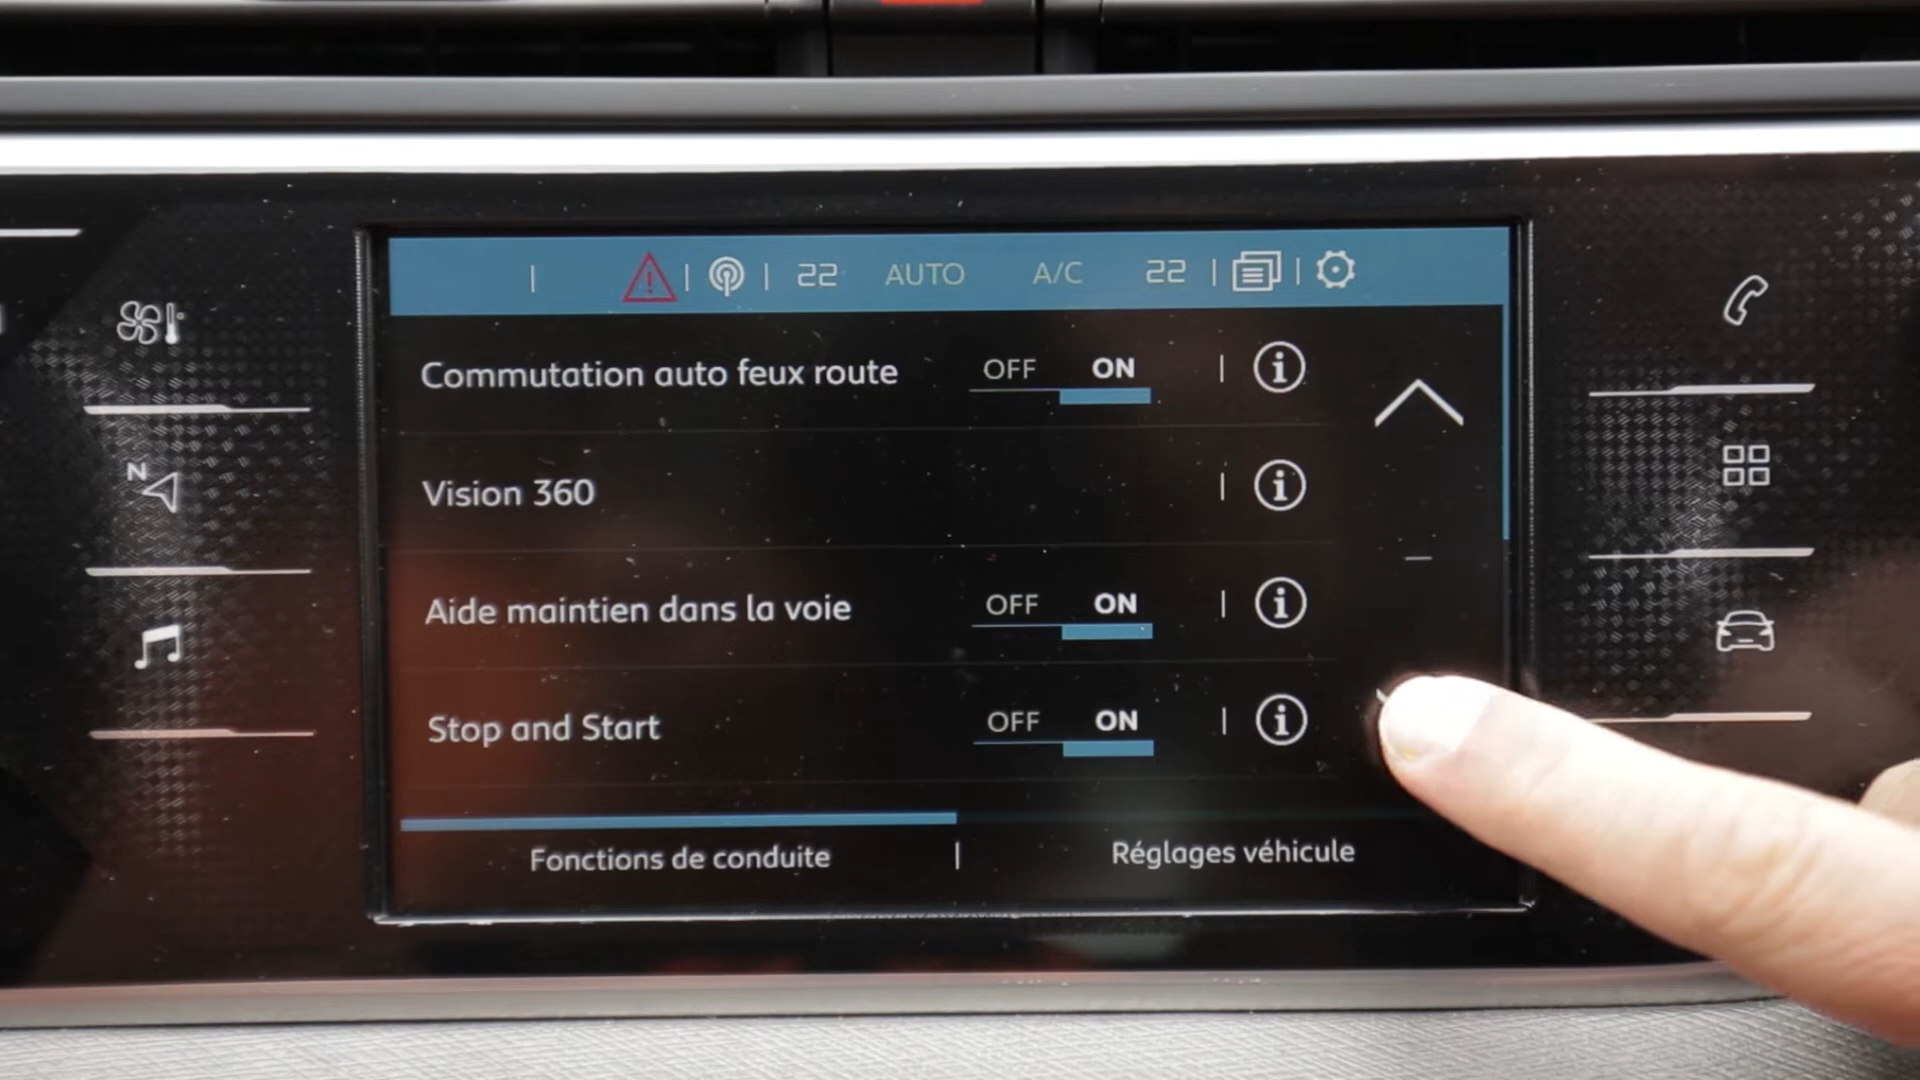 22 AUTO A/C 22
Commutation auto feux route OFF ON
Vision 360
Aide maintien dans la voie OFF ON
Stop and Start OFF ON
Fonctions de conduite | Réglages véhicule
N